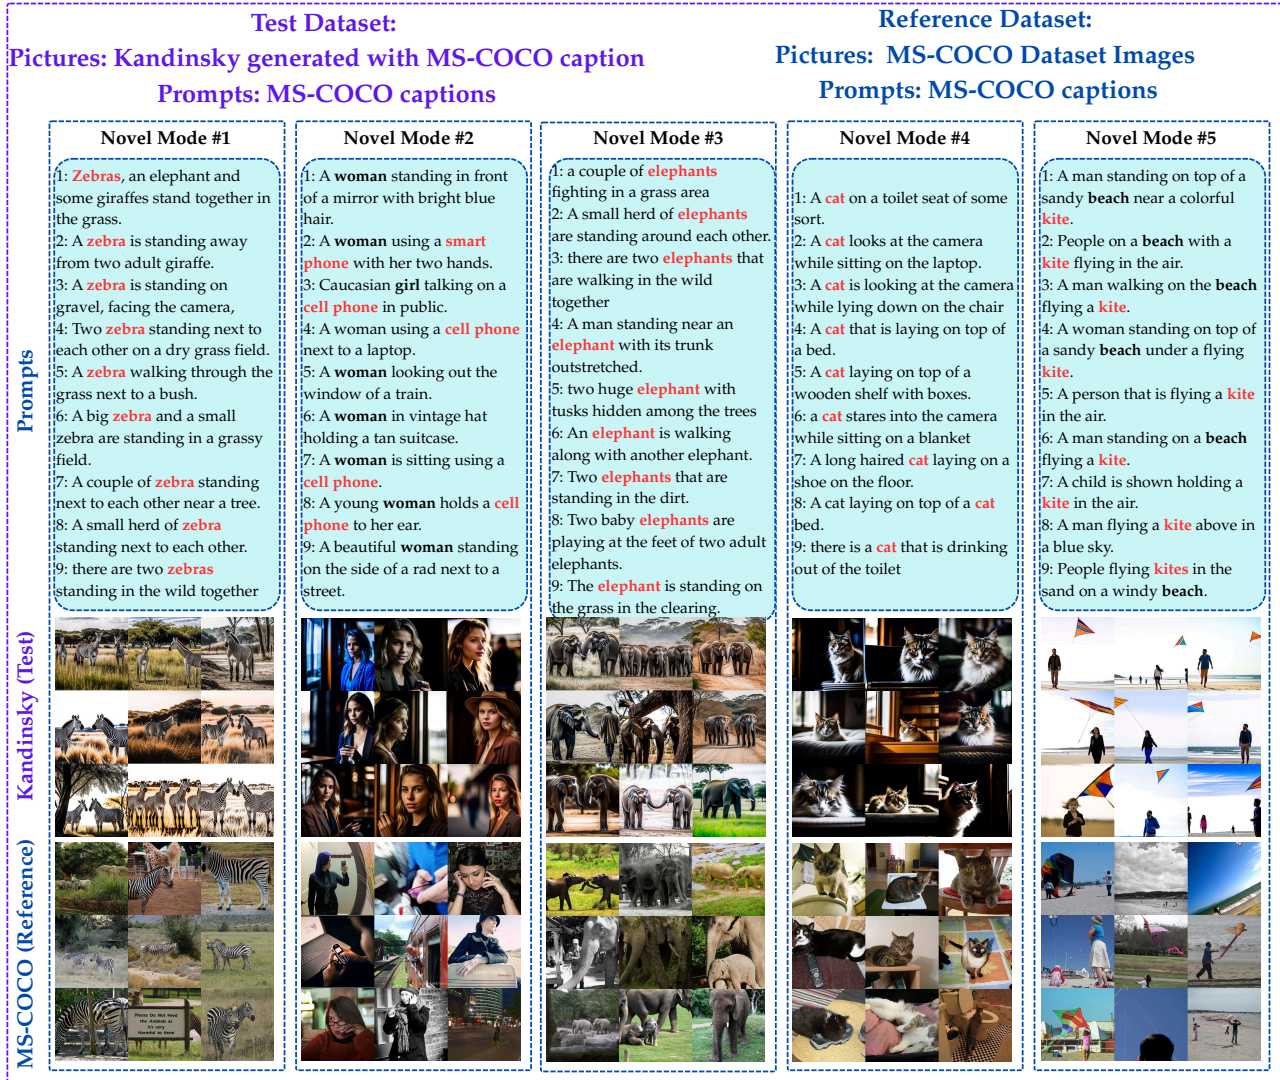 Test Dataset:
Pictures: Kandinsky generated with MS-COCO caption
Prompts: MS-COCO captions
Reference Dataset:
Pictures: MS-COCO Dataset Images
Prompts: MS-COCO captions
Prompts
Kandinsky (Test)
MS-COCO (Reference)
Novel Mode #1
1: Zebras, an elephant and
some giraffes stand together in
the grass.
2: A zebra is standing away
from two adult giraffe.
3: A zebra is standing on
gravel, facing the camera,
4: Two zebra standing next to
each other on a dry grass field.
5: A zebra walking through the
grass next to a bush.
6: A big zebra and a small
zebra are standing in a grassy
field.
7: A couple of zebra standing
next to each other near a tree.
8: A small herd of zebra
standing next to each other.
9: there are two zebras
standing in the wild together
Novel Mode #2
1: A woman standing in front
of a mirror with bright blue
hair.
2: A woman using a smart
phone with her two hands.
3: Caucasian girl talking on a
cell phone in public.
4: A woman using a cell phone
next to a laptop.
5: A woman looking out the
window of a train.
6: A woman in vintage hat
holding a tan suitcase.
7: A woman is sitting using a
cell phone.
8: A young woman holds a cell
phone to her ear.
9: A beautiful woman standing
on the side of a rad next to a
street.
Novel Mode #3
1: a couple of elephants
fighting in a grass area
2: A small herd of elephants
are standing around each other.
3: there are two elephants that
are walking in the wild
together
4: A man standing near an
elephant with its trunk
outstretched.
5: two huge elephant with
tusks hidden among the trees
6: An elephant is walking
along with another elephant.
7: Two elephants that are
standing in the dirt.
8: Two baby elephants are
playing at the feet of two adult
elephants.
9: The elephant is standing on
the grass in the clearing.
Novel Mode #4
1: A cat on a toilet seat of some
sort.
2: A cat looks at the camera
while sitting on the laptop.
3: A cat is looking at the camera
while lying down on the chair
4: A cat that is laying on top of
a bed.
5: A cat laying on top of a
wooden shelf with boxes.
6: a cat stares into the camera
while sitting on a blanket
7: A long haired cat laying on a
shoe on the floor.
8: A cat laying on top of a cat
bed.
9: there is a cat that is drinking
out of the toilet
Novel Mode #5
1: A man standing on top of a
sandy beach near a colorful
kite.
2: People on a beach with a
kite flying in the air.
3: A man walking on the beach
flying a kite.
4: A woman standing on top of
a sandy beach under a flying
kite.
5: A person that is flying a kite
in the air.
6: A man standing on a beach
flying a kite.
7: A child is shown holding a
kite in the air.
8: A man flying a kite above in
a blue sky.
9: People flying kites in the
sand on a windy beach.
Please Do Not Feed
the Animals as
it's very
Harmful to them